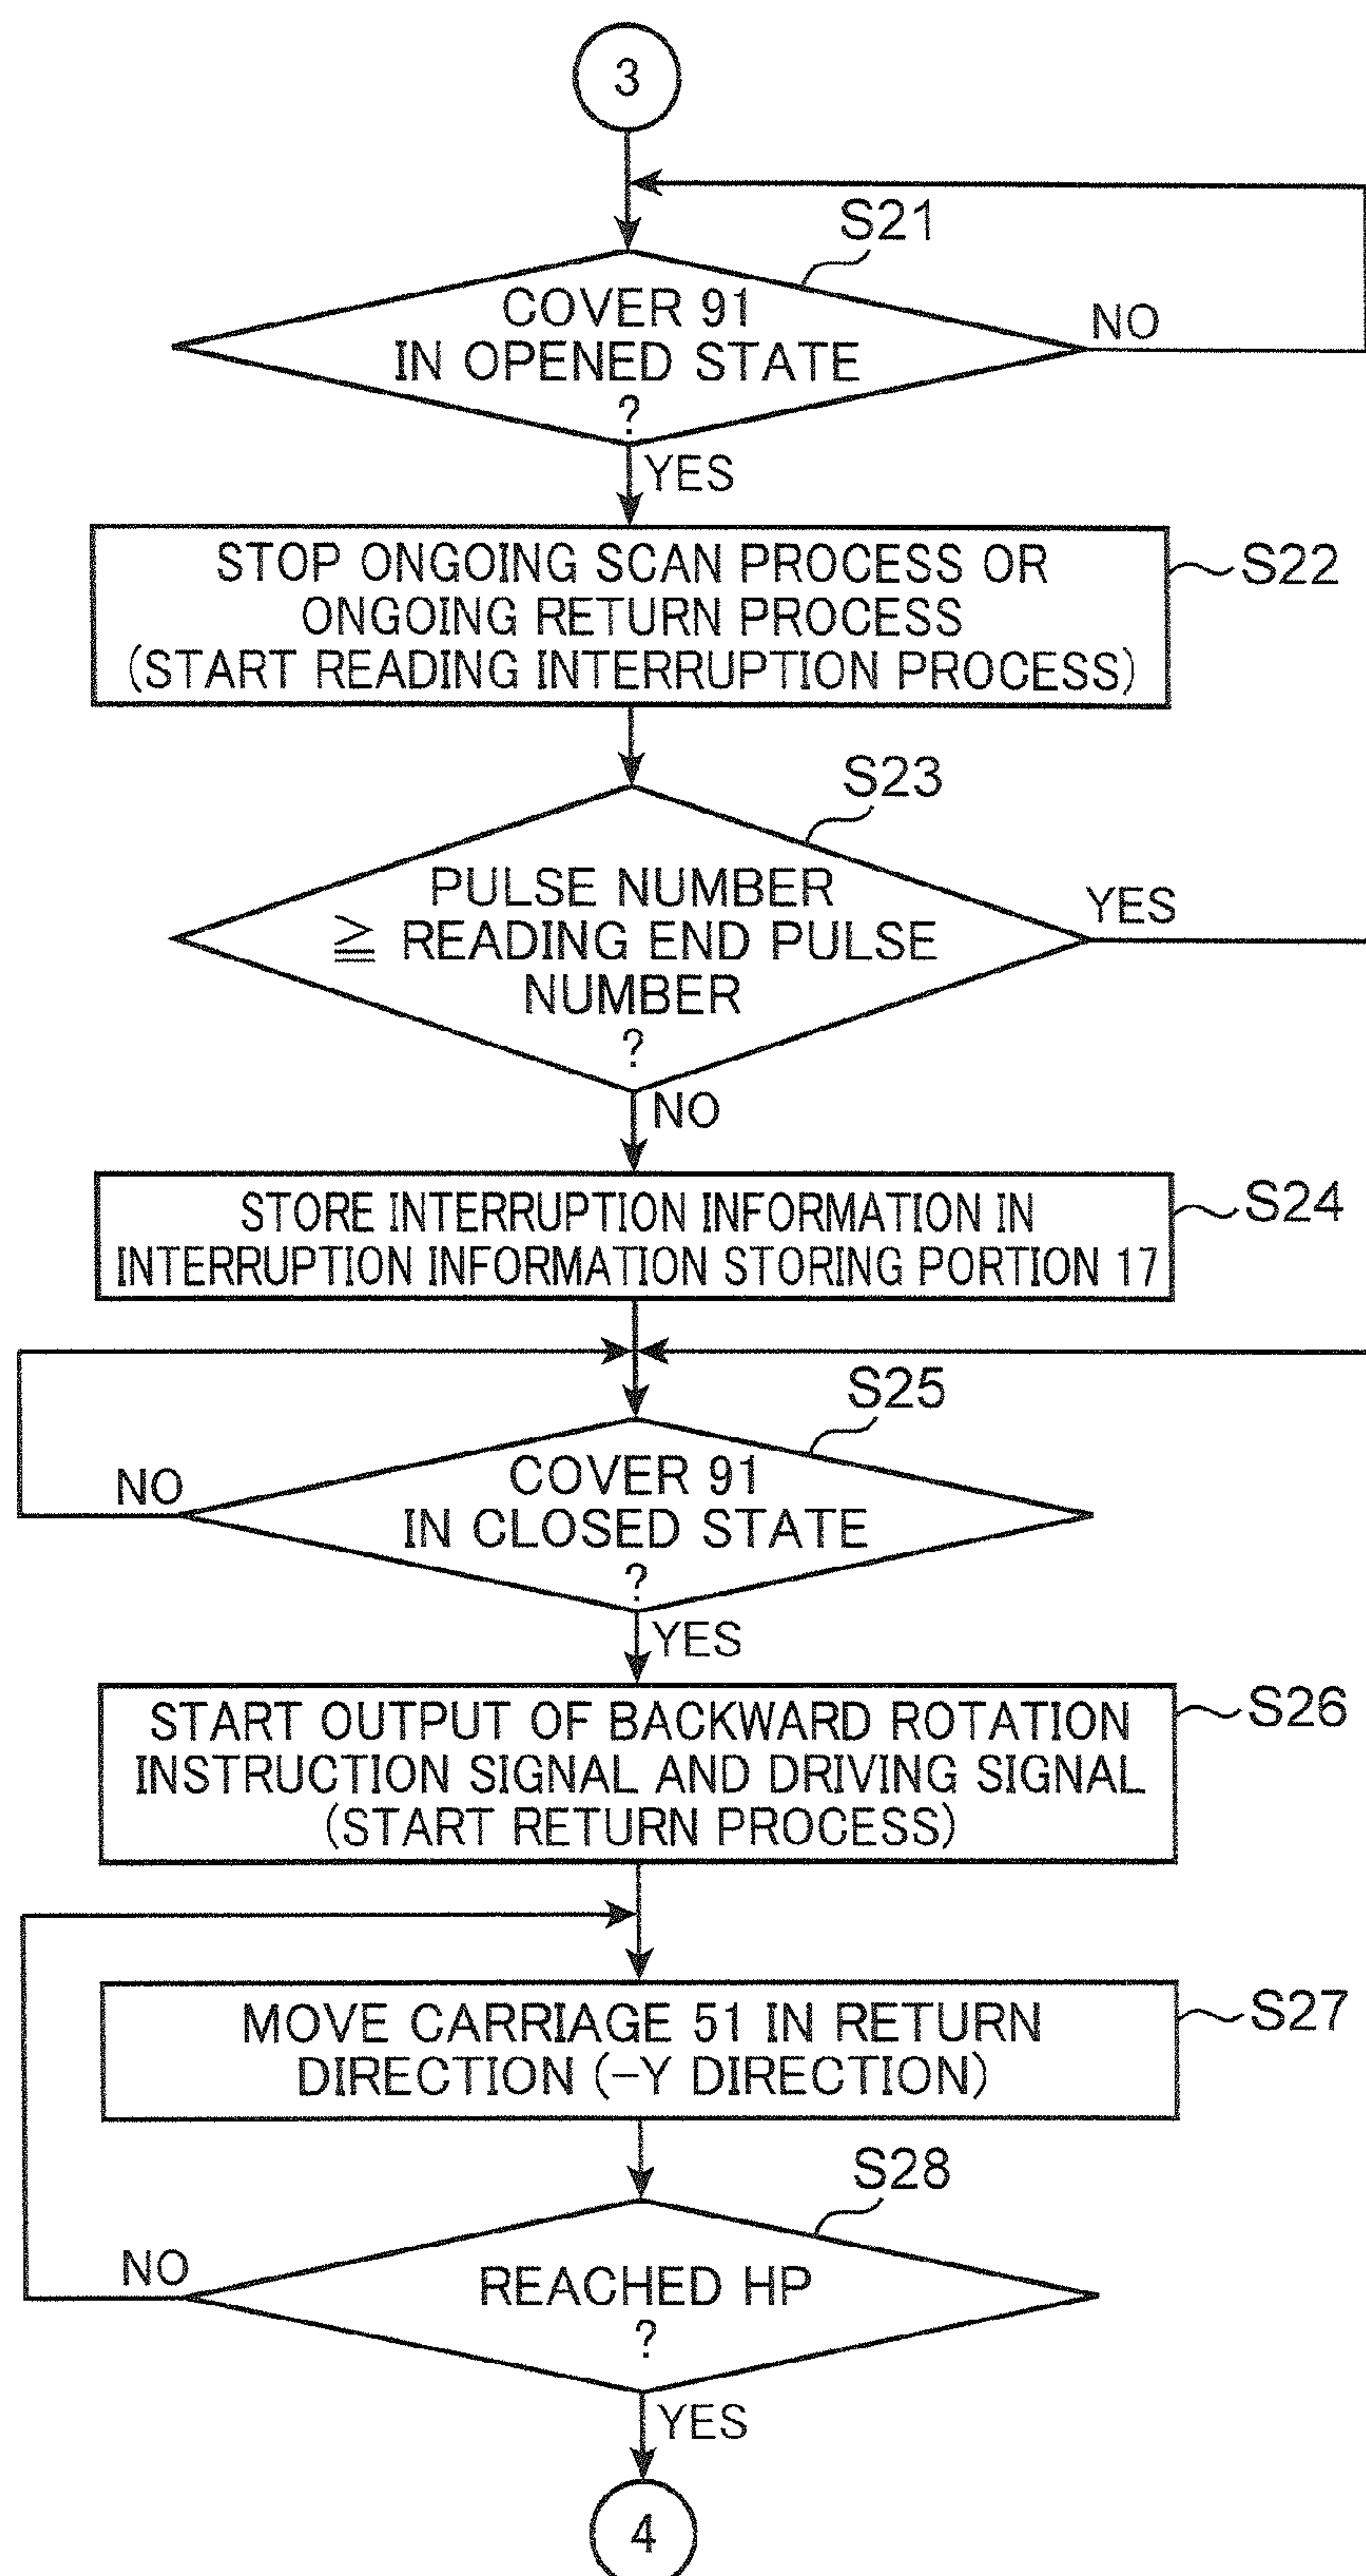 3
S21
COVER 91
IN OPENED STATE
?
NO
YES
STOP ONGOING SCAN PROCESS OR
ONGOING RETURN PROCESS
(START READING INTERRUPTION PROCESS)
S22
S23
PULSE NUMBER
≧ READING END PULSE
NUMBER
?
YES
NO
STORE INTERRUPTION INFORMATION IN
INTERRUPTION INFORMATION STORING PORTION 17
S24
S25
COVER 91
IN CLOSED STATE
?
NO
YES
START OUTPUT OF BACKWARD ROTATION
INSTRUCTION SIGNAL AND DRIVING SIGNAL
(START RETURN PROCESS)
S26
MOVE CARRIAGE 51 IN RETURN
DIRECTION (-Y DIRECTION)
S27
S28
REACHED HP
?
NO
YES
4